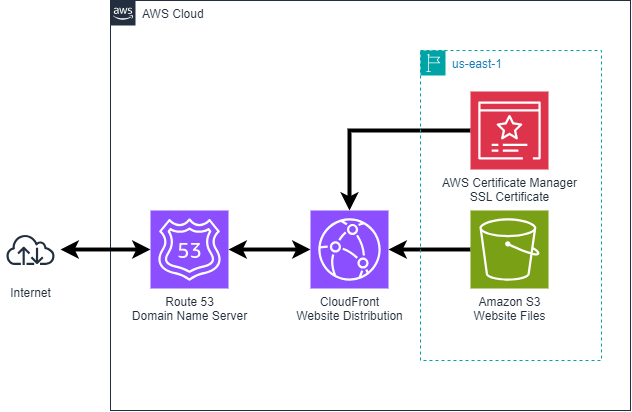 aws
AWS Cloud
us-east-1
AWS Certificate Manager
SSL Certificate
53
Internet
Route 53
Domain Name Server
CloudFront
Website Distribution
Amazon S3
Website Files